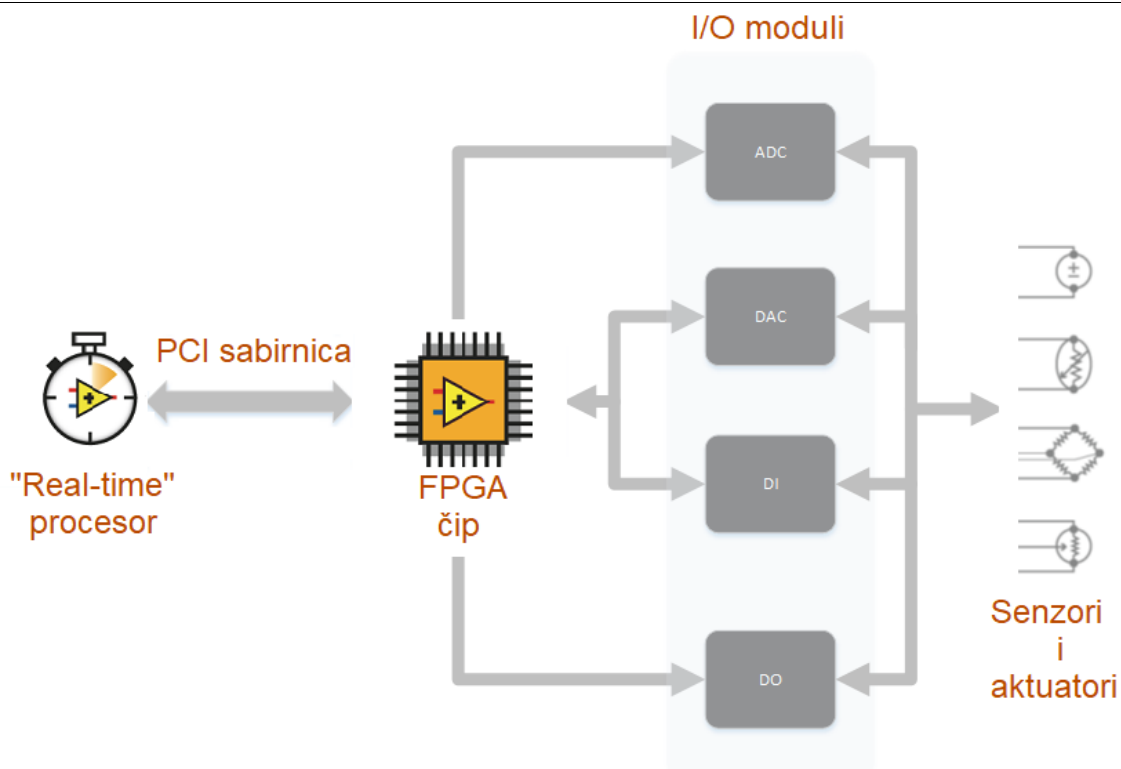 I/O moduli
ADC
DAC
PCI sabirnica
"Real-time"
procesor
FPGA
čip
DI
DO
Senzori
i
aktuatori